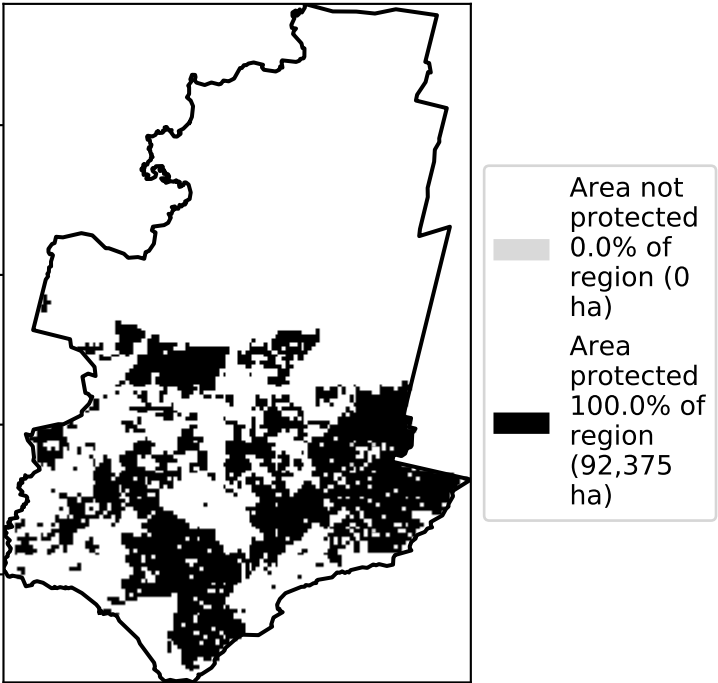 Area not
protected
0.0% of
region (0
ha)
Area
protected
100.0% of
region
(92,375
ha)